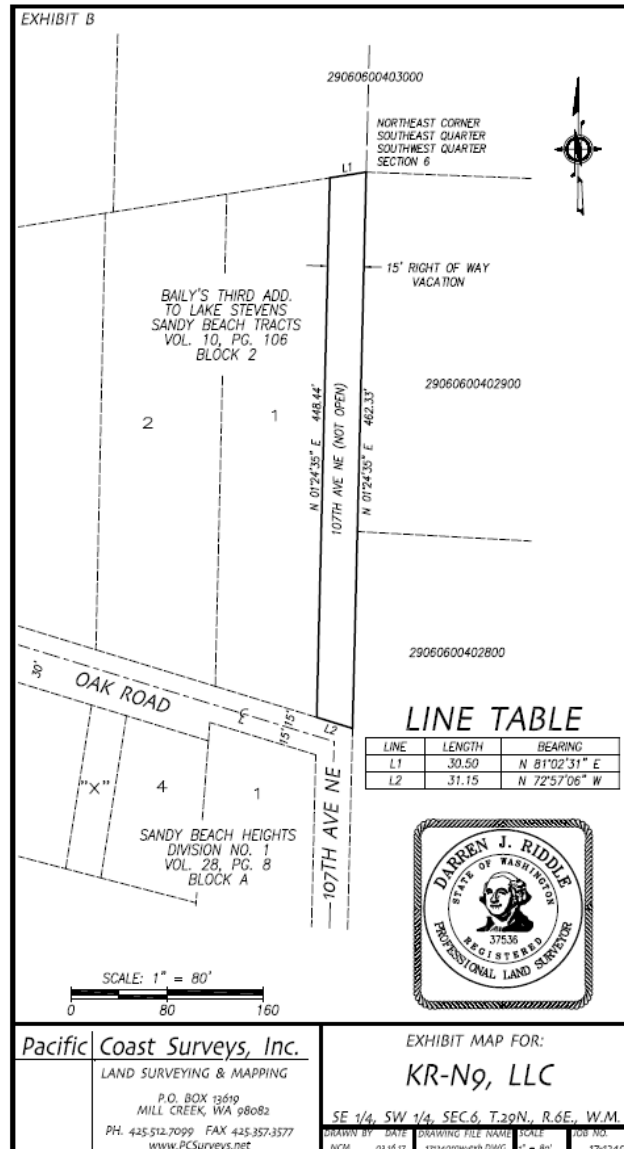 EXHIBIT B
29060600403000
NORTHEAST CORNER
SOUTHEAST QUARTER
SOUTHWEST QUARTER
SECTION 6
L1
15' RIGHT OF WAY
VACATION
BAILY'S THIRD ADD.
TO LAKE STEVENS
SANDY BEACH TRACTS
VOL. 10, PG. 106
BLOCK 2
29060600402900
2
1
N 01°24'35" E 448.44'
107TH AVE NE (NOT OPEN)
N 01°24'35" E 462.33'
29060600402800
30'
OAK ROAD
15'
15'
L2
LINE TABLE
LINE LENGTH BEARING
L1 30.50 N 81°02'31" E
L2 31.15 N 72°57'06" W
"X"
4
1
107TH AVE NE
SANDY BEACH HEIGHTS
DIVISION NO. 1
VOL. 28, PG. 8
BLOCK A
DARREN J. RIDDLE
STATE OF WASHINGTON
37536
REGISTERED
PROFESSIONAL LAND SURVEYOR
SCALE: 1" = 80'
0 80 160
Pacific Coast Surveys, Inc.
LAND SURVEYING & MAPPING
P.O. BOX 13619
MILL CREEK, WA 98082
PH. 425.512.7099 FAX 425.357.3577
www.PCSurveys.net
EXHIBIT MAP FOR:
KR-N9, LLC
SE 1/4, SW 1/4, SEC.6, T.29N., R.6E., W.M.
DRAWN BY DATE DRAWING FILE NAME SCALE JOB NO.
1" = 80'